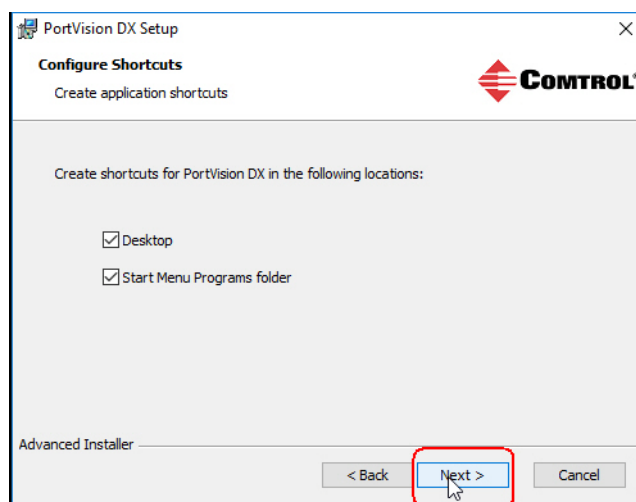 PortVision DX Setup
Configure Shortcuts
Create application shortcuts
COMTROL®
Create shortcuts for PortVision DX in the following locations:
Desktop
Start Menu Programs folder
Advanced Installer
< Back
Next >
Cancel